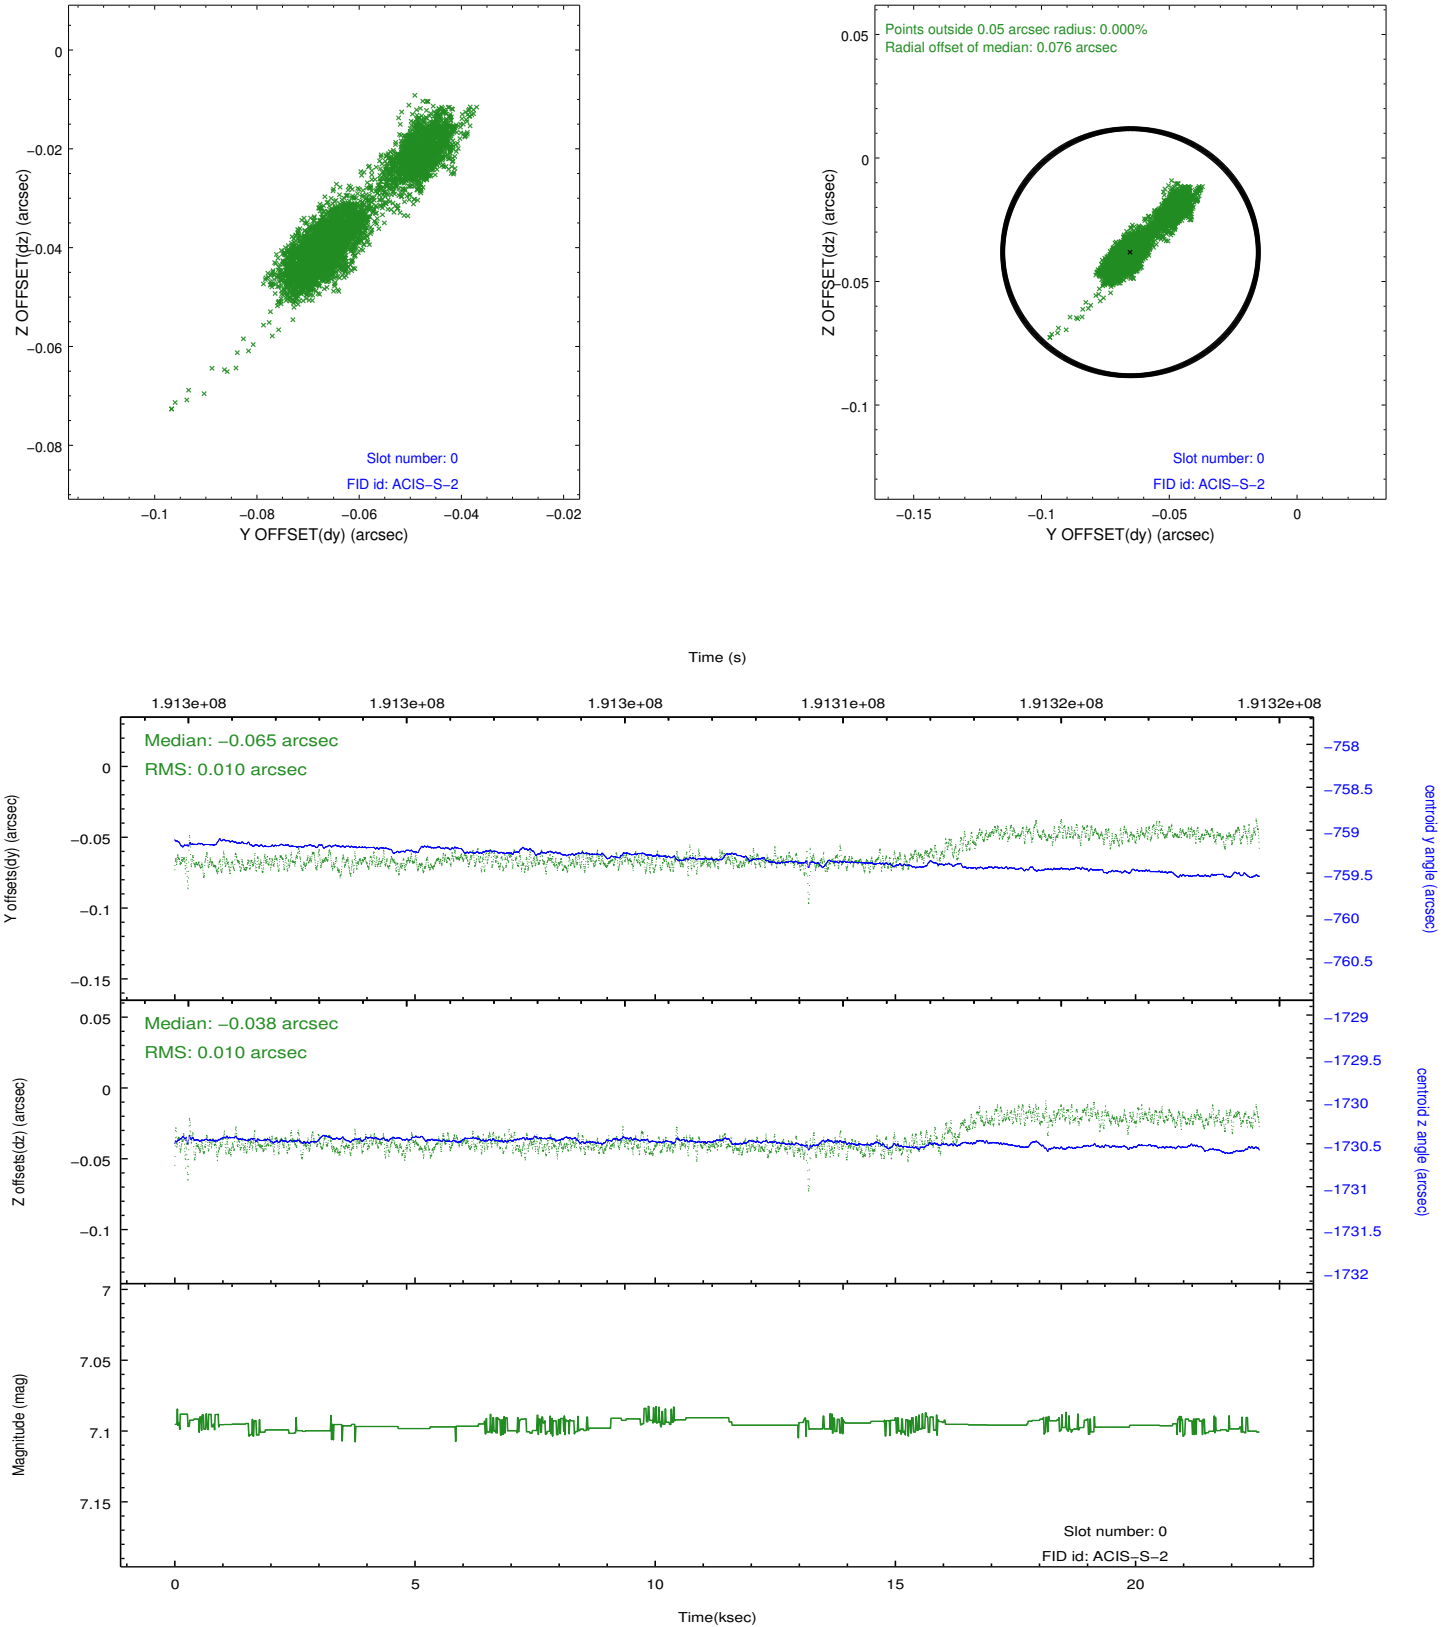 0
−0.02
−0.04
−0.06
−0.08
Z OFFSET(dz) (arcsec)
−0.1
−0.08
−0.06
−0.04
−0.02
Y OFFSET(dy) (arcsec)
Slot number: 0
FID id: ACIS−S−2
Points outside 0.05 arcsec radius: 0.000%
Radial offset of median: 0.076 arcsec
0.05
0
−0.05
−0.1
Z OFFSET(dz) (arcsec)
−0.15
−0.1
−0.05
0
Y OFFSET(dy) (arcsec)
Slot number: 0
FID id: ACIS−S−2
Time (s)
1.913e+08
1.913e+08
1.913e+08
1.9131e+08
1.9132e+08
1.9132e+08
Median: −0.065 arcsec
RMS: 0.010 arcsec
0
−0.05
−0.1
−0.15
Y offsets(dy) (arcsec)
−758
−758.5
−759
−759.5
−760
−760.5
centroid y angle (arcsec)
Median: −0.038 arcsec
RMS: 0.010 arcsec
0.05
0
−0.05
−0.1
Z offsets(dz) (arcsec)
−1729
−1729.5
−1730
−1730.5
−1731
−1731.5
−1732
centroid z angle (arcsec)
7
7.05
7.1
7.15
Magnitude (mag)
Slot number: 0
FID id: ACIS−S−2
0
5
10
15
20
Time(ksec)